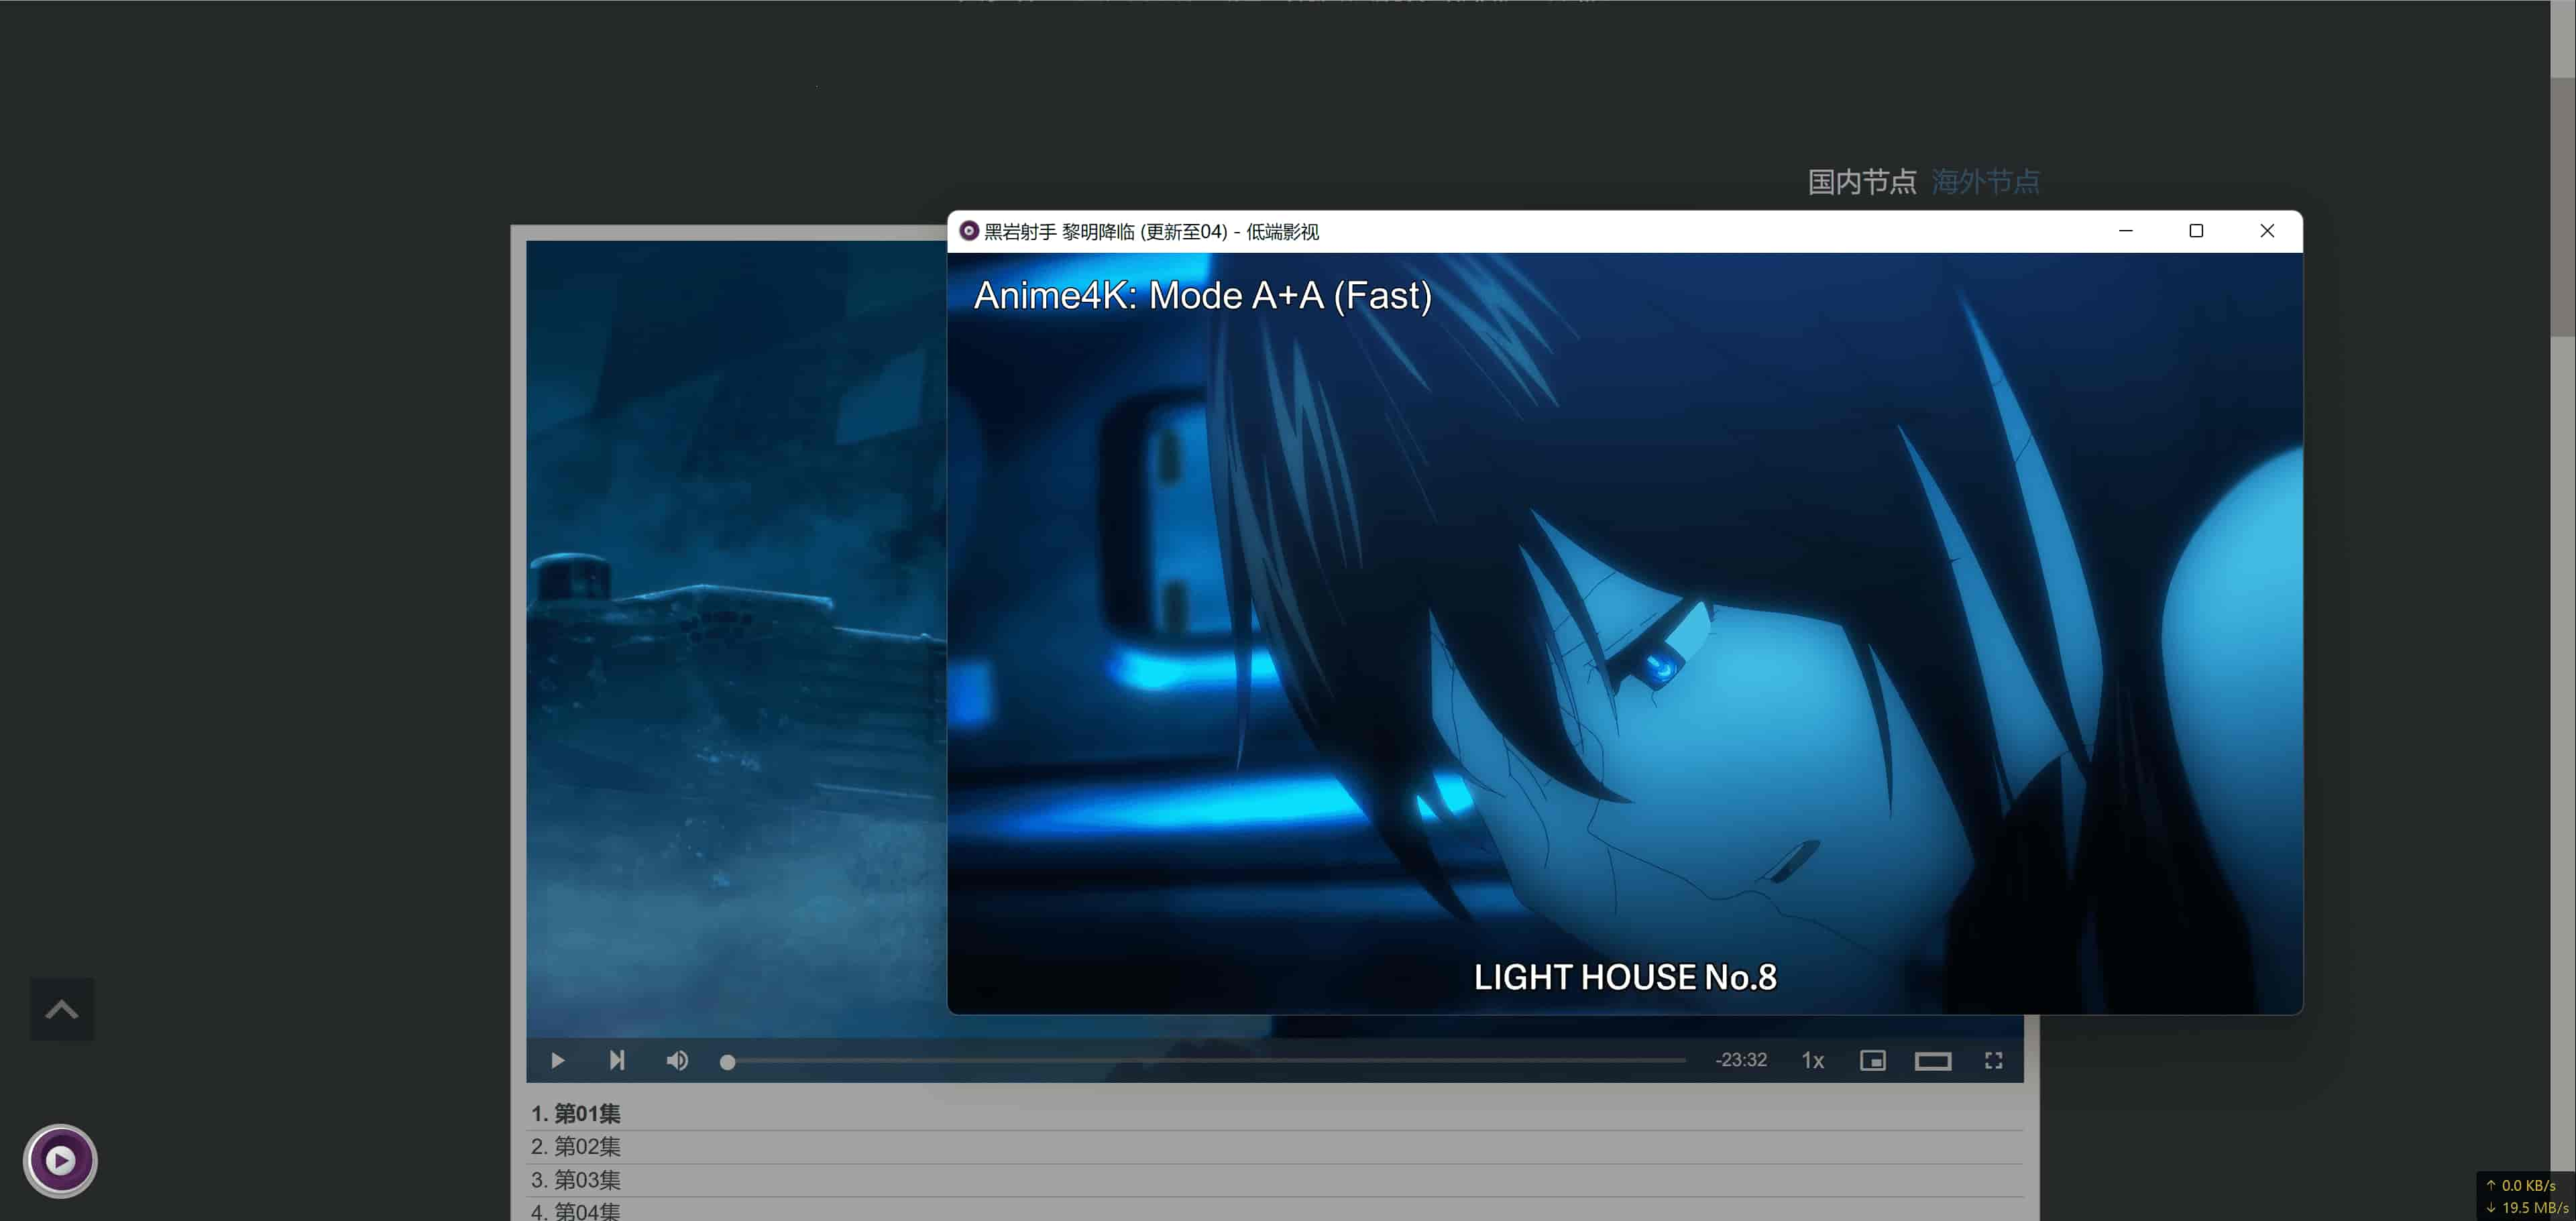 国内节点 海外节点
黑岩射手 黎明降临 (更新至04) - 低端影视
Anime4K: Mode A+A (Fast)
LIGHT HOUSE No.8
-23:32 1x
1. 第01集
2. 第02集
3. 第03集
4. 第04集
↑ 0.0 KB/s
↓ 19.5 MB/s